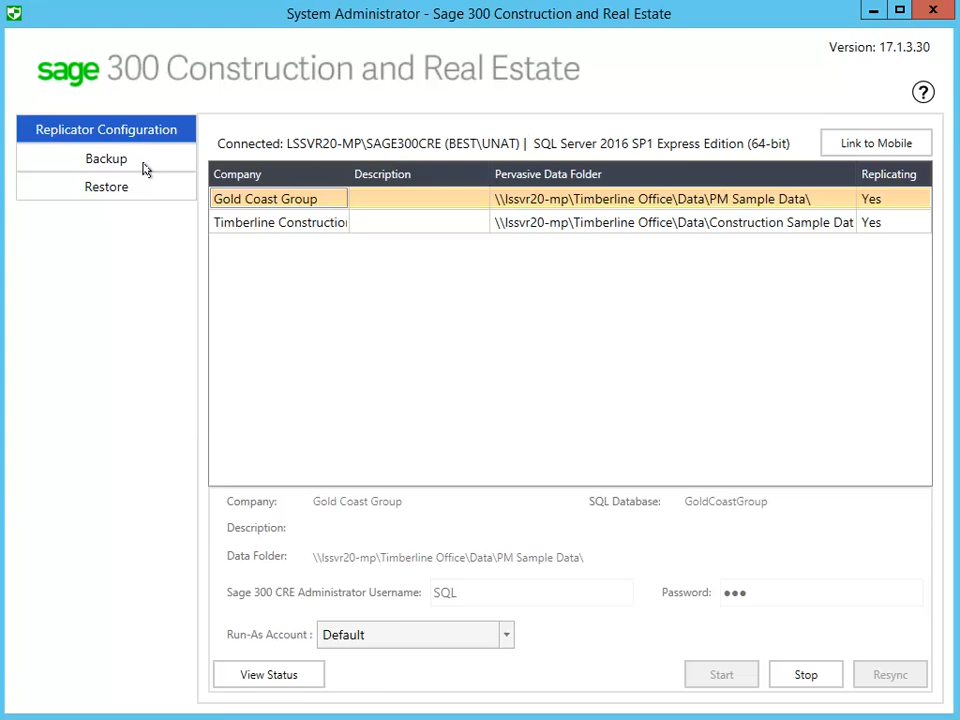 System Administrator - Sage 300 Construction and Real Estate
Version: 17.1.3.30
sage 300 Construction and Real Estate
?
Replicator Configuration
Backup
Restore
Connected: LSSVR20-MP\SAGE300CRE (BEST\UNAT) | SQL Server 2016 SP1 Express Edition (64-bit)
Link to Mobile
Company Description Pervasive Data Folder Replicating
Gold Coast Group \\lssvr20-mp\Timberline Office\Data\PM Sample Data\ Yes
Timberline Constructio \\lssvr20-mp\Timberline Office\Data\Construction Sample Dat Yes
Company: Gold Coast Group SQL Database: GoldCoastGroup
Description:
Data Folder: \\lssvr20-mp\Timberline Office\Data\PM Sample Data\
Sage 300 CRE Administrator Username: SQL Password: ●●●
Run-As Account : Default
View Status Start Stop Resync